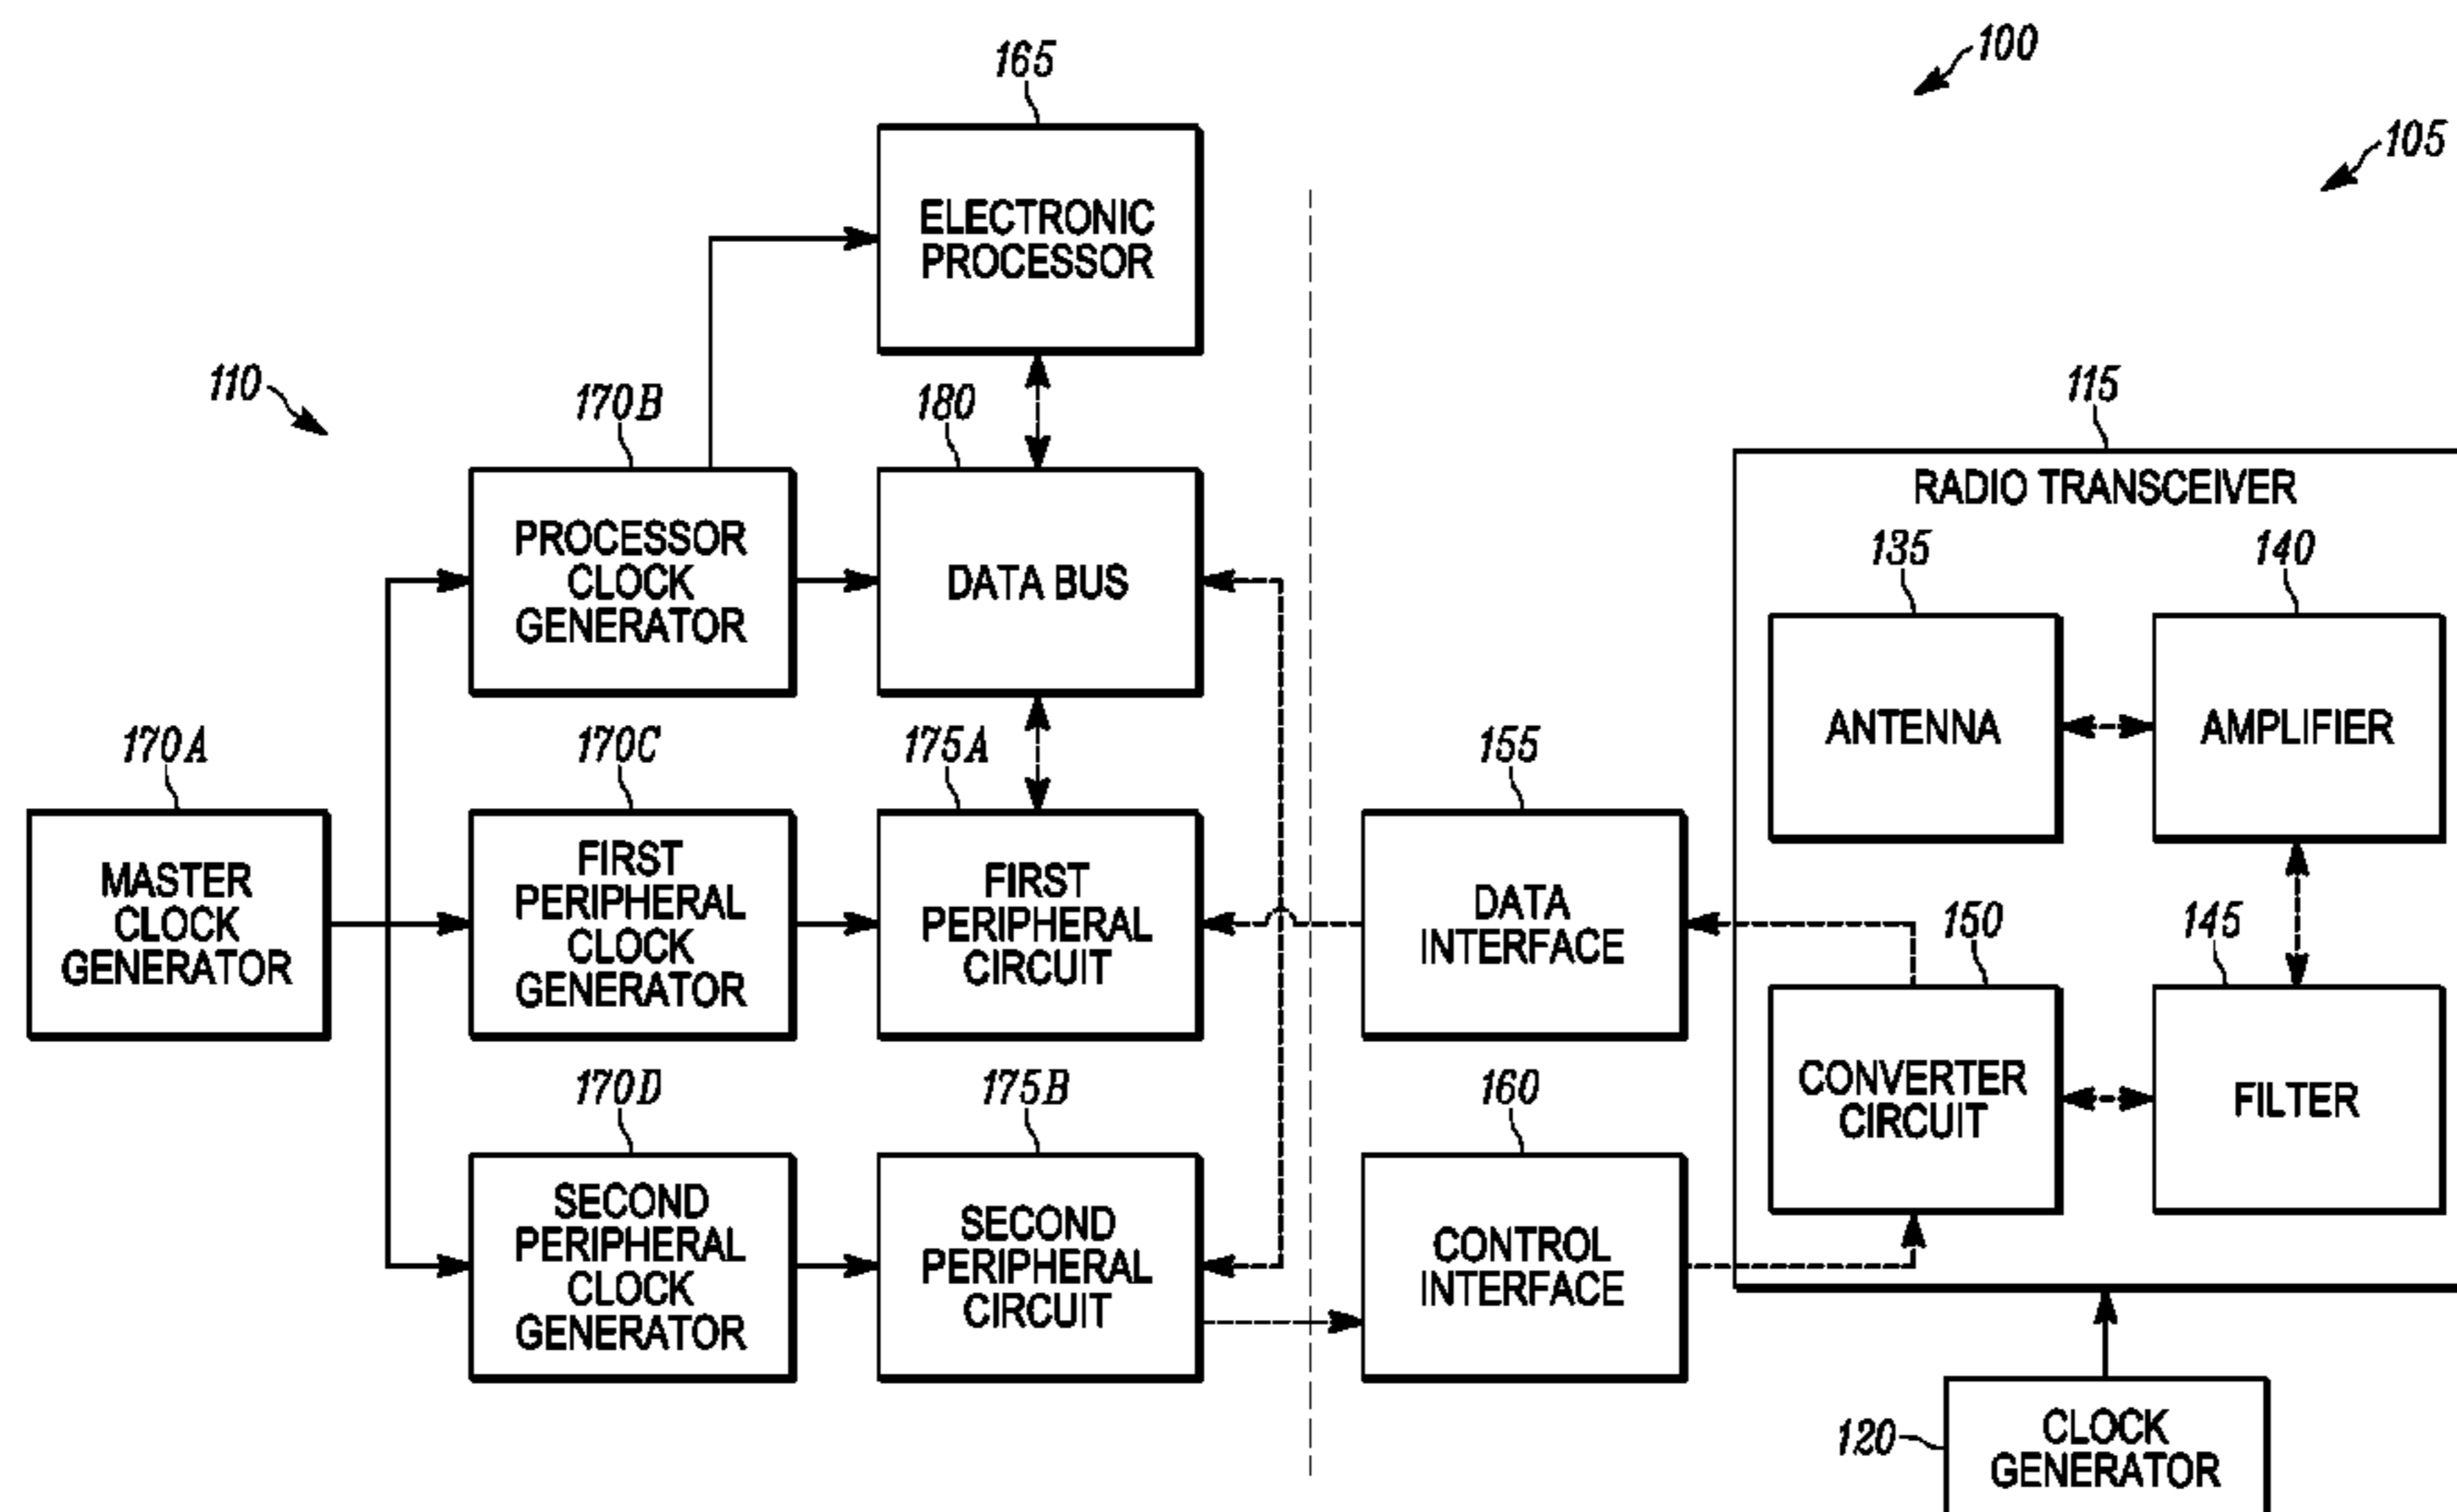 100
105
165
ELECTRONIC
PROCESSOR
110
170B
180
115
RADIO TRANSCEIVER
PROCESSOR
CLOCK
GENERATOR
DATA BUS
135
140
ANTENNA
AMPLIFIER
170A
170C
175A
155
MASTER
CLOCK
GENERATOR
FIRST
PERIPHERAL
CLOCK
GENERATOR
FIRST
PERIPHERAL
CIRCUIT
DATA
INTERFACE
150
145
CONVERTER
CIRCUIT
FILTER
170D
175B
160
SECOND
PERIPHERAL
CLOCK
GENERATOR
SECOND
PERIPHERAL
CIRCUIT
CONTROL
INTERFACE
120
CLOCK
GENERATOR